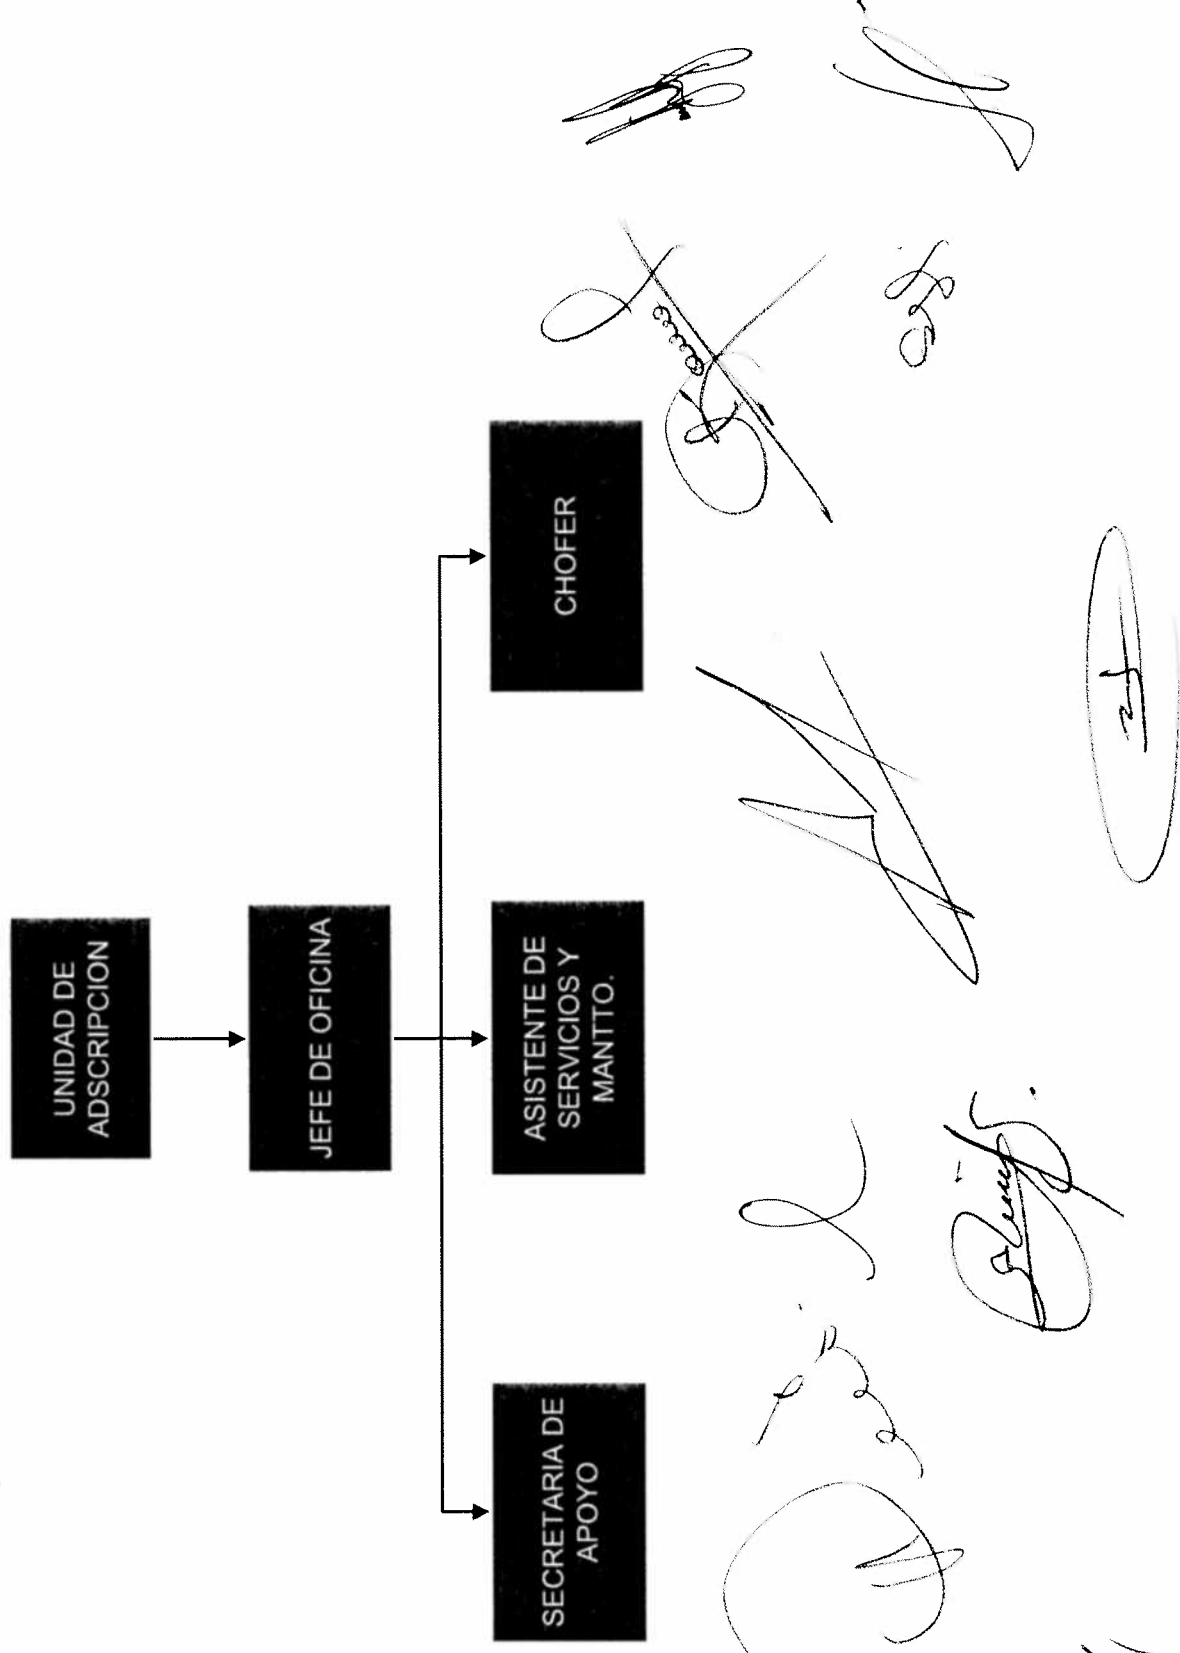 UNIDAD DE
ADSCRIPCION
JEFE DE OFICINA
SECRETARIA DE
APOYO
ASISTENTE DE
SERVICIOS Y
MANTTO.
CHOFER